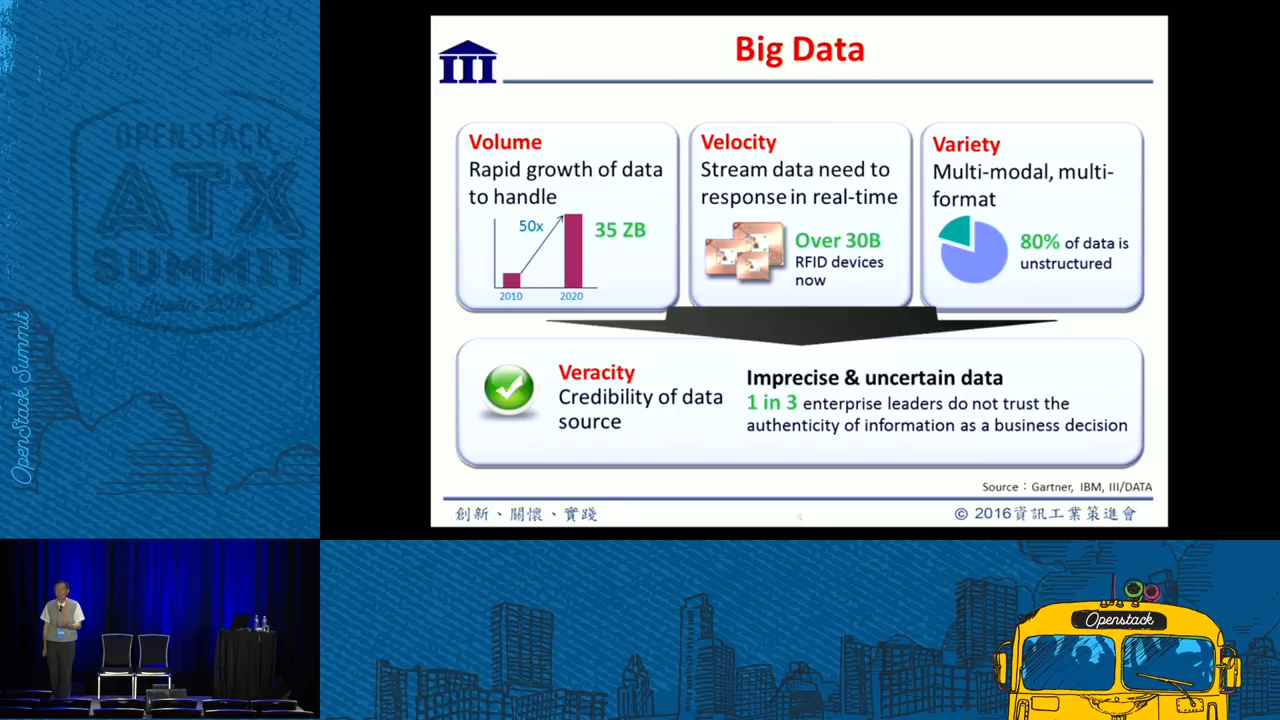 OPENSTACK
ATX
SUMMIT
OpenStack Summit
III
Big Data
Volume
Rapid growth of data
to handle
50x
35 ZB
2010
2020
Velocity
Stream data need to
response in real-time
Over 30B
RFID devices
now
Variety
Multi-modal, multi-
format
80% of data is
unstructured
Veracity
Credibility of data
source
Imprecise & uncertain data
1 in 3 enterprise leaders do not trust the
authenticity of information as a business decision
Source：Gartner, IBM, III/DATA
創新、關懷、實踐
© 2016資訊工業策進會
Openstack